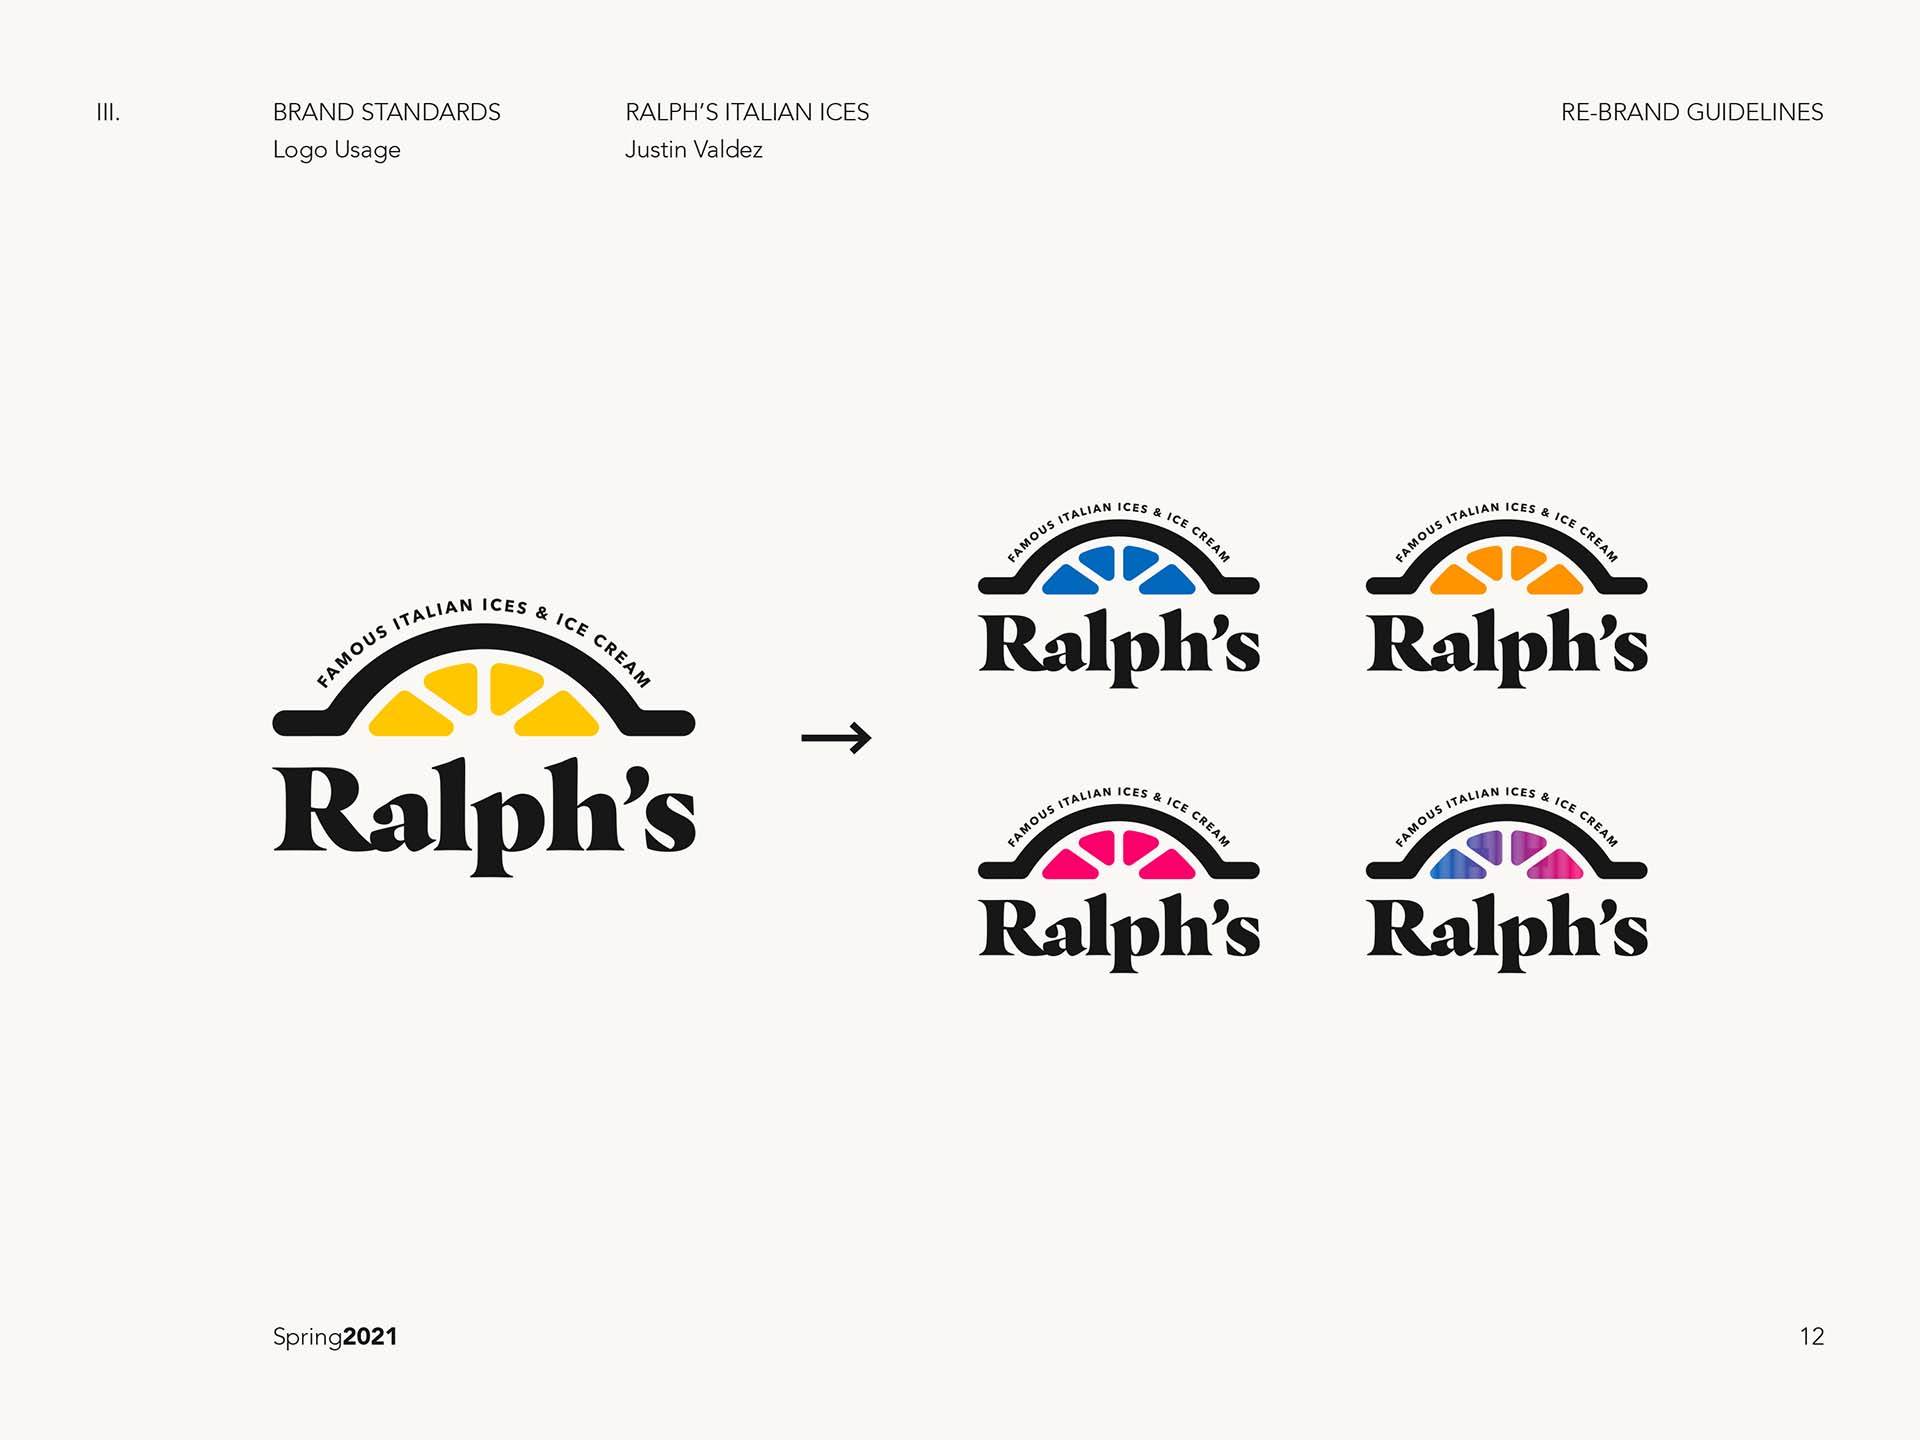 III.
BRAND STANDARDS
Logo Usage
RALPH’S ITALIAN ICES
Justin Valdez
RE-BRAND GUIDELINES
FAMOUS ITALIAN ICES & ICE CREAM
Ralph’s
FAMOUS ITALIAN ICES & ICE CREAM
Ralph’s
FAMOUS ITALIAN ICES & ICE CREAM
Ralph’s
FAMOUS ITALIAN ICES & ICE CREAM
Ralph’s
FAMOUS ITALIAN ICES & ICE CREAM
Ralph’s
Spring2021
12